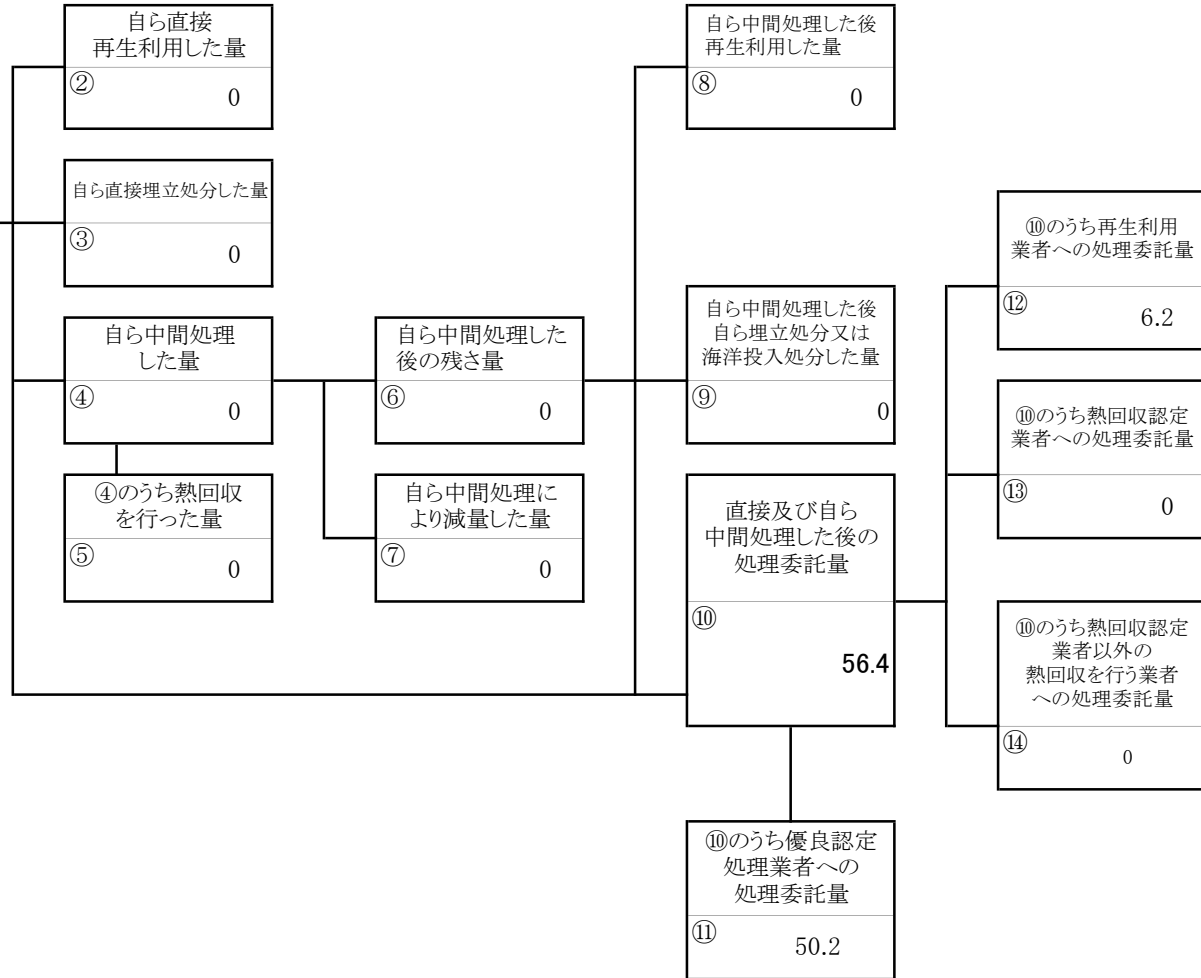 自ら直接
再生利用した量
②
0
自ら直接埋立処分した量
③
0
自ら中間処理
した量
④
0
④のうち熱回収
を行った量
⑤
0
自ら中間処理した
後の残さ量
⑥
0
自ら中間処理に
より減量した量
⑦
0
自ら中間処理した後
再生利用した量
⑧
0
自ら中間処理した後
自ら埋立処分又は
海洋投入処分した量
⑨
0
直接及び自ら
中間処理した後の
処理委託量
⑩
56.4
⑩のうち優良認定
処理業者への
処理委託量
⑪
50.2
⑩のうち再生利用
業者への処理委託量
⑫
6.2
⑩のうち熱回収認定
業者への処理委託量
⑬
0
⑩のうち熱回収認定
業者以外の
熱回収を行う業者
への処理委託量
⑭
0